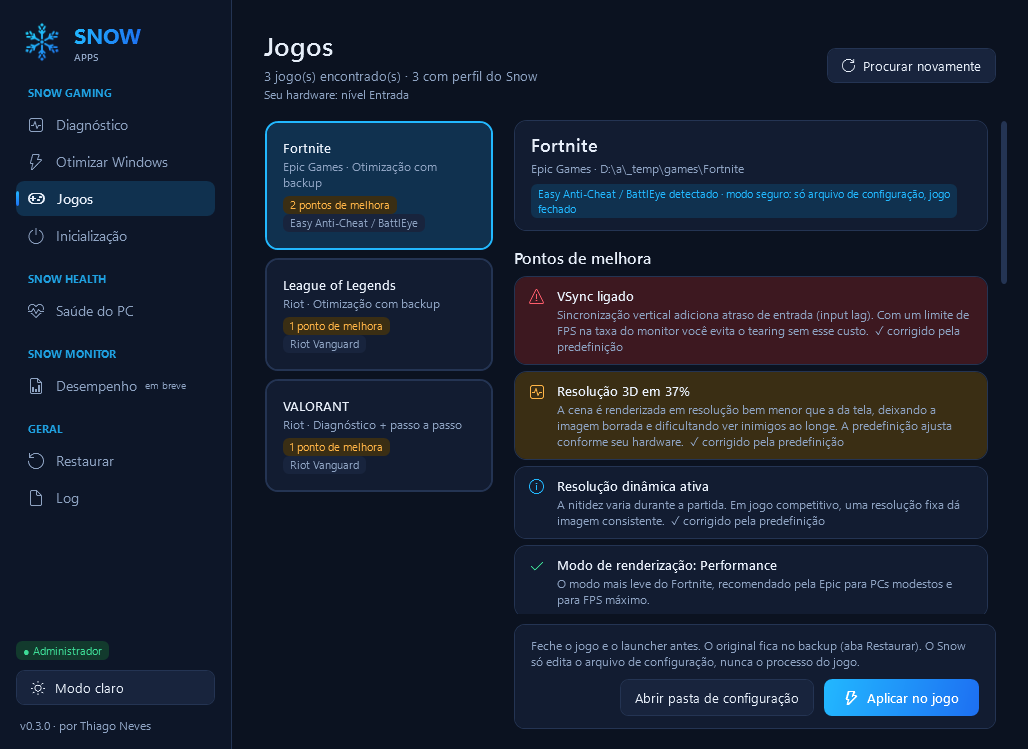 SNOW
APPS
SNOW GAMING
Diagnóstico
Otimizar Windows
Jogos
Inicialização
SNOW HEALTH
Saúde do PC
SNOW MONITOR
Desempenho em breve
GERAL
Restaurar
Log
● Administrador
Modo claro
v0.3.0 · por Thiago Neves
Jogos
3 jogo(s) encontrado(s) · 3 com perfil do Snow
Seu hardware: nível Entrada
Procurar novamente
Fortnite
Epic Games · Otimização com
backup
2 pontos de melhora
Easy Anti-Cheat / BattlEye
League of Legends
Riot · Otimização com backup
1 ponto de melhora
Riot Vanguard
VALORANT
Riot · Diagnóstico + passo a passo
1 ponto de melhora
Riot Vanguard
Fortnite
Epic Games · D:\a\_temp\games\Fortnite
Easy Anti-Cheat / BattlEye detectado · modo seguro: só arquivo de configuração, jogo
fechado
Pontos de melhora
VSync ligado
Sincronização vertical adiciona atraso de entrada (input lag). Com um limite de
FPS na taxa do monitor você evita o tearing sem esse custo. ✓ corrigido pela
predefinição
Resolução 3D em 37%
A cena é renderizada em resolução bem menor que a da tela, deixando a
imagem borrada e dificultando ver inimigos ao longe. A predefinição ajusta
conforme seu hardware. ✓ corrigido pela predefinição
Resolução dinâmica ativa
A nitidez varia durante a partida. Em jogo competitivo, uma resolução fixa dá
imagem consistente. ✓ corrigido pela predefinição
Modo de renderização: Performance
O modo mais leve do Fortnite, recomendado pela Epic para PCs modestos e
para FPS máximo.
Feche o jogo e o launcher antes. O original fica no backup (aba Restaurar). O Snow
só edita o arquivo de configuração, nunca o processo do jogo.
Abrir pasta de configuração
Aplicar no jogo